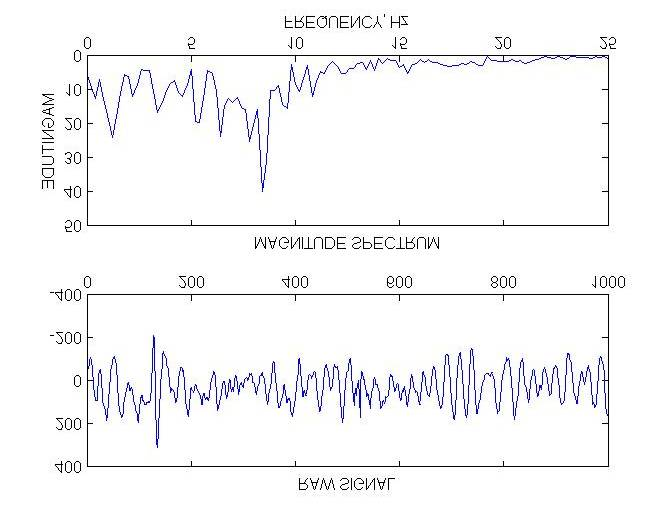 RAW SIGNAL
400
200
0
-200
-400
0 200 400 600 800 1000
MAGNITUDE SPECTRUM
MAGNITUDE
50
40
30
20
10
0
0 5 10 15 20 25
FREQUENCY, Hz